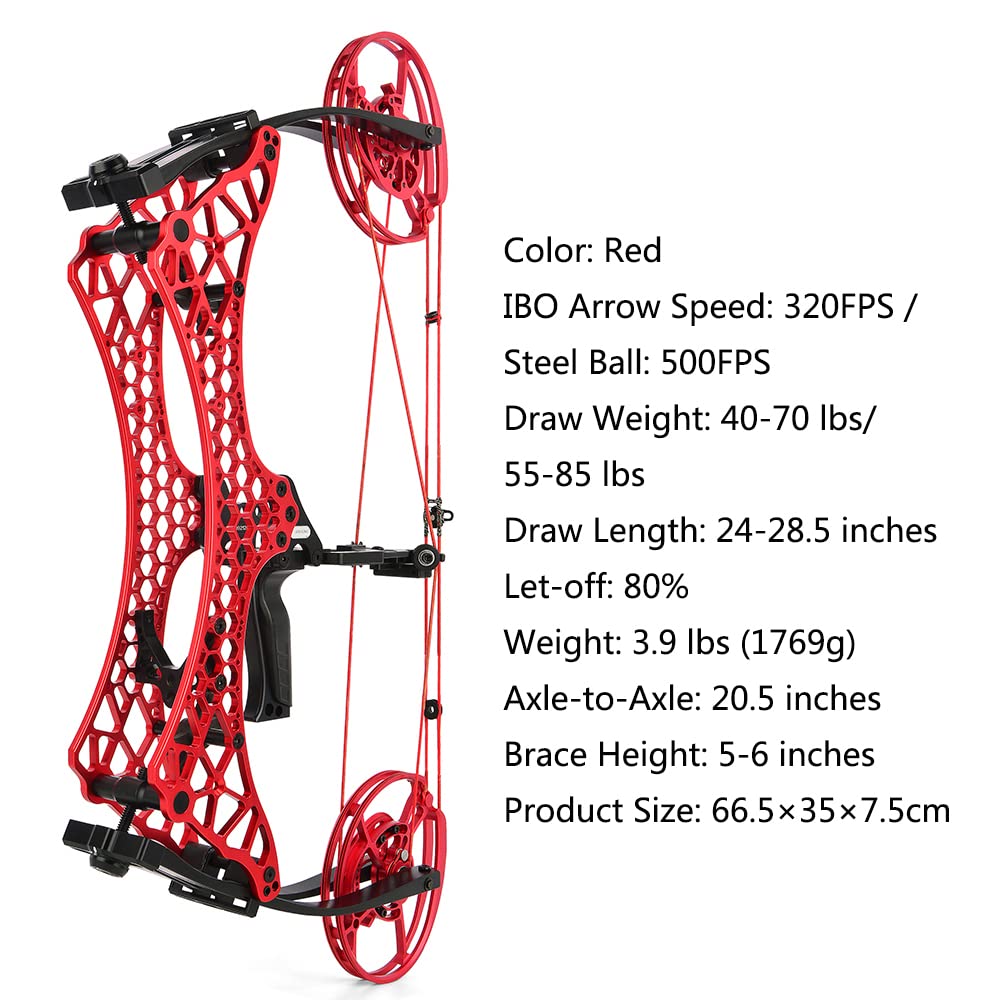 Color: Red
IBO Arrow Speed: 320FPS /
Steel Ball: 500FPS
Draw Weight: 40-70 lbs/
55-85 lbs
Draw Length: 24-28.5 inches
Let-off: 80%
Weight: 3.9 lbs (1769g)
Axle-to-Axle: 20.5 inches
Brace Height: 5-6 inches
Product Size: 66.5×35×7.5cm